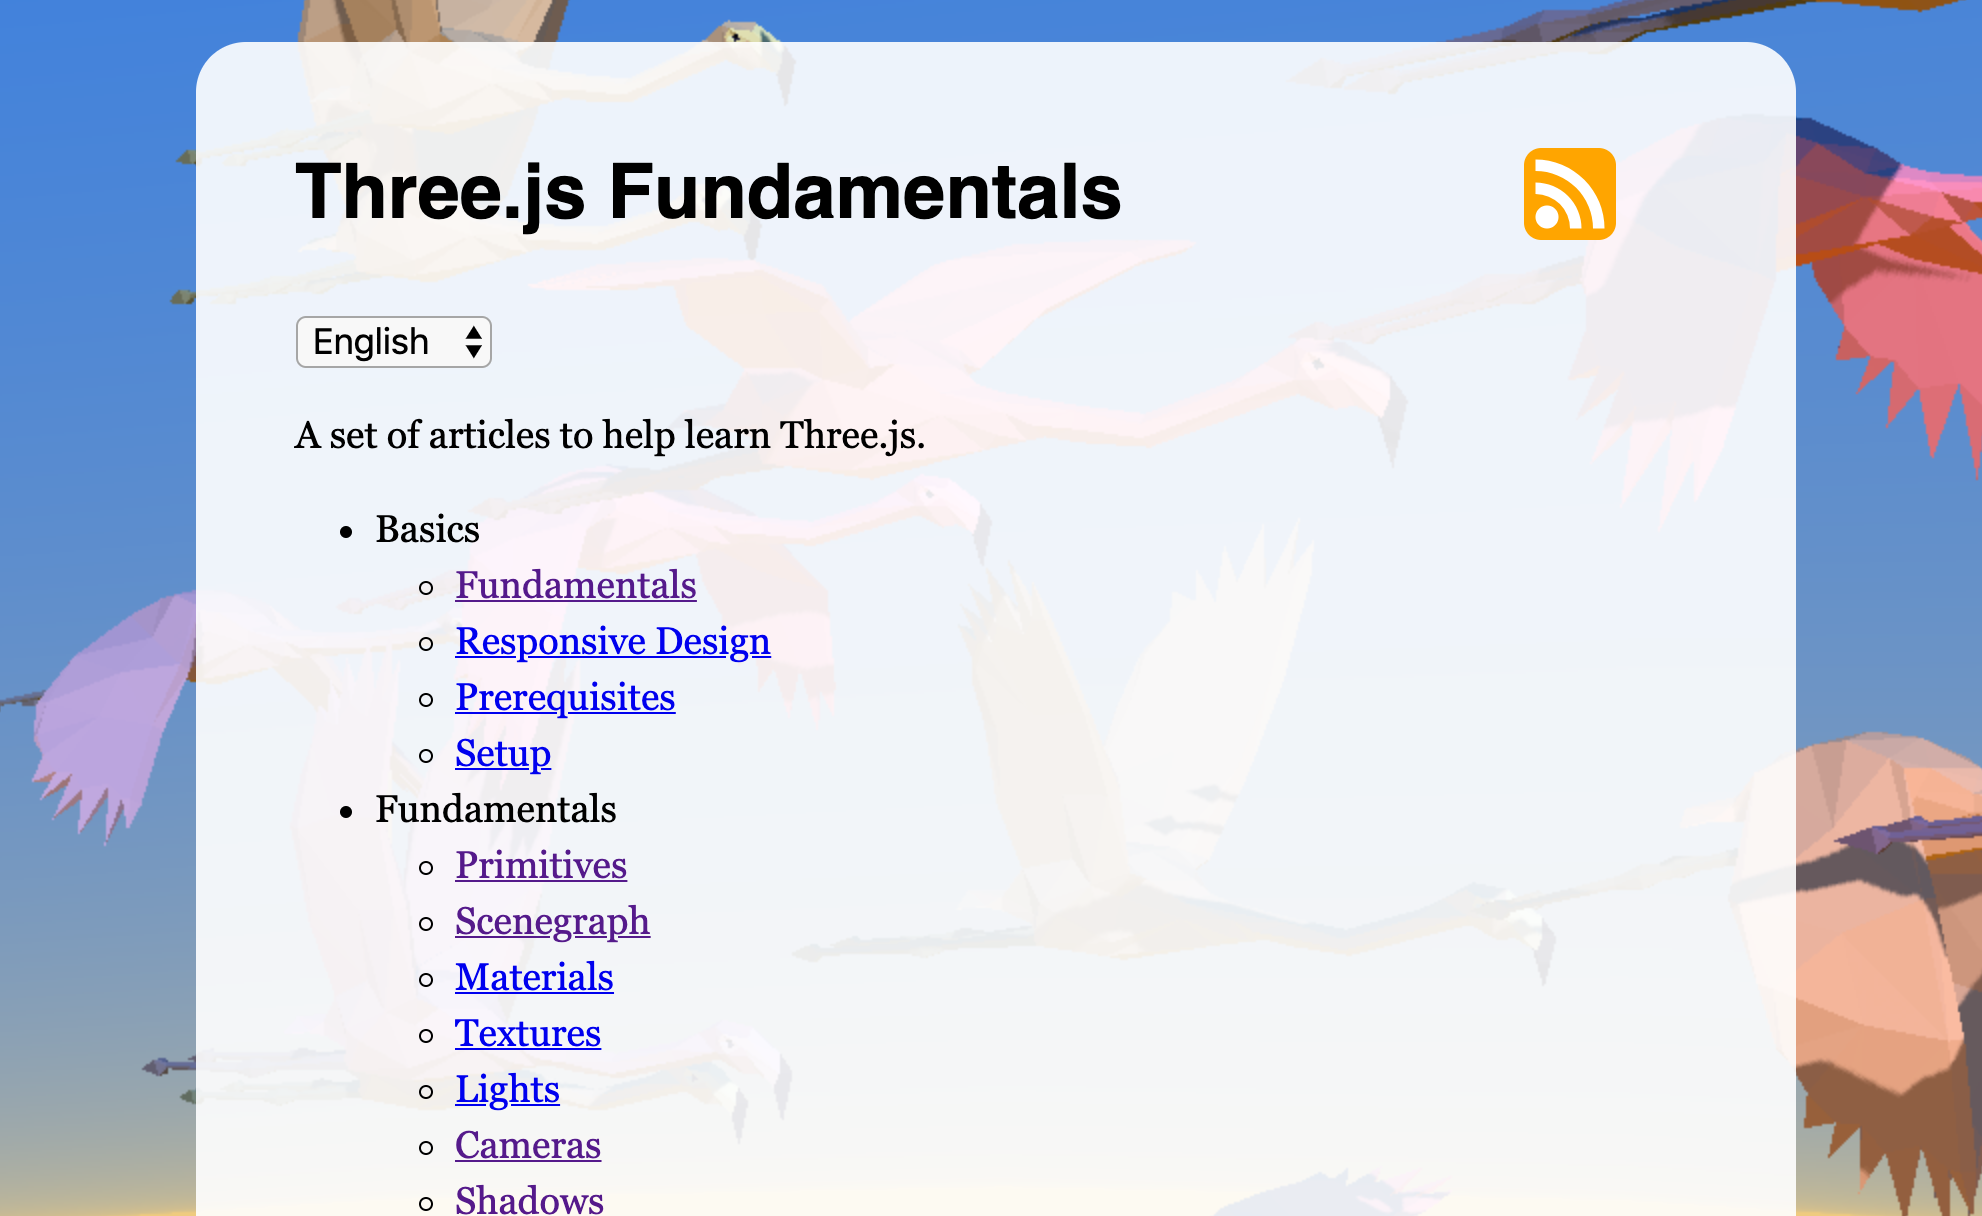 Three.js Fundamentals
English
A set of articles to help learn Three.js.
Basics
Fundamentals
Responsive Design
Prerequisites
Setup
Fundamentals
Primitives
Scenegraph
Materials
Textures
Lights
Cameras
Shadows